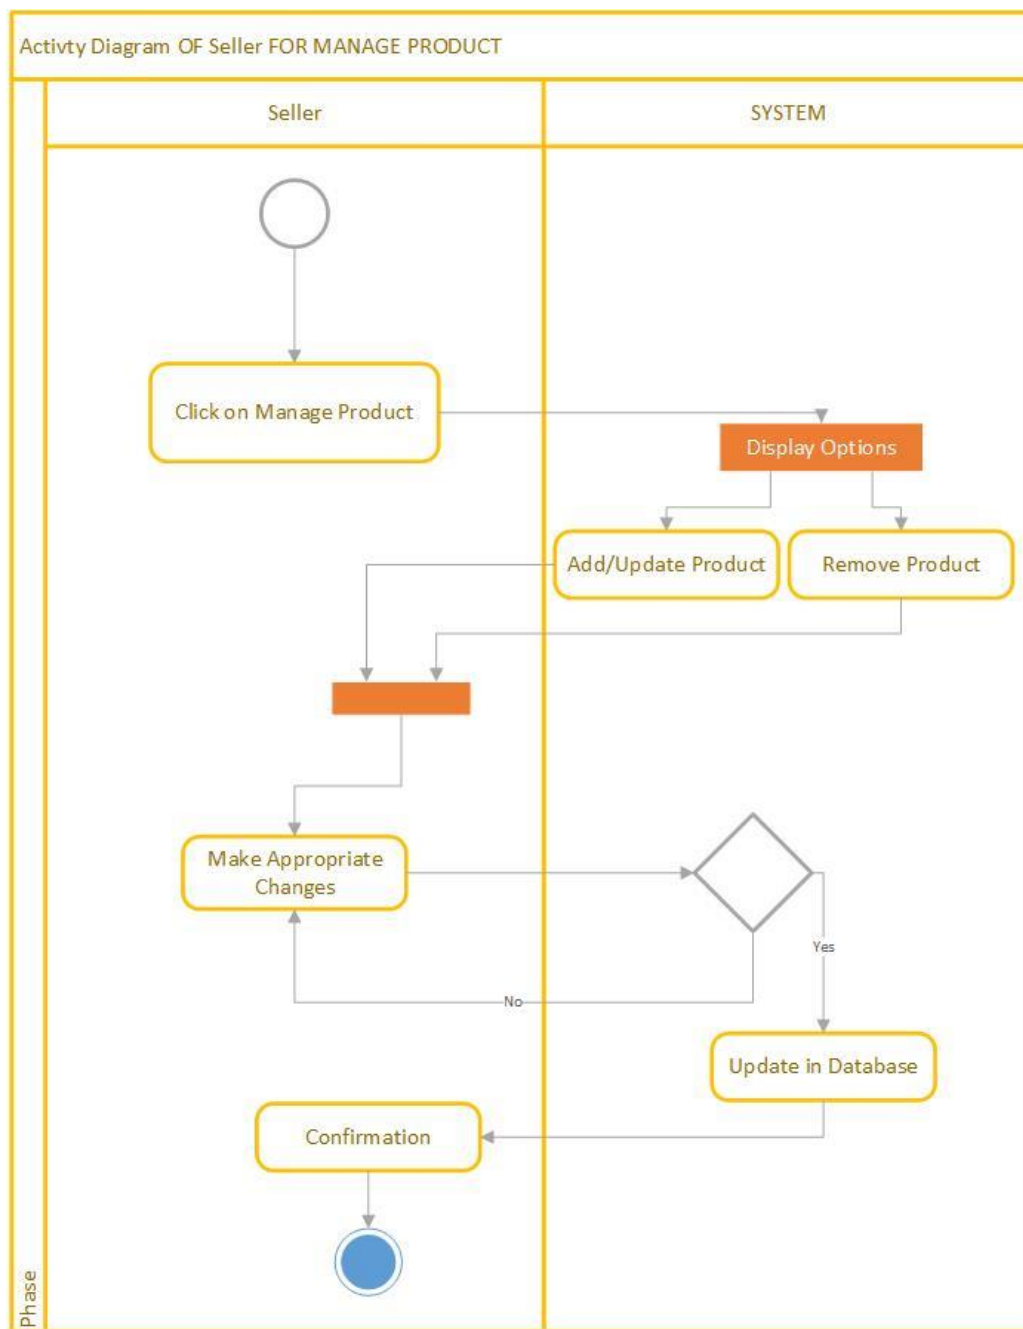 Activty Diagram OF Seller FOR MANAGE PRODUCT
Seller
SYSTEM
Click on Manage Product
Display Options
Add/Update Product
Remove Product
Make Appropriate
Changes
Yes
No
Update in Database
Confirmation
Phase